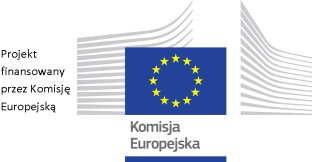 Projekt
finansowany
przez Komisję
Europejską
Komisja
Europejska